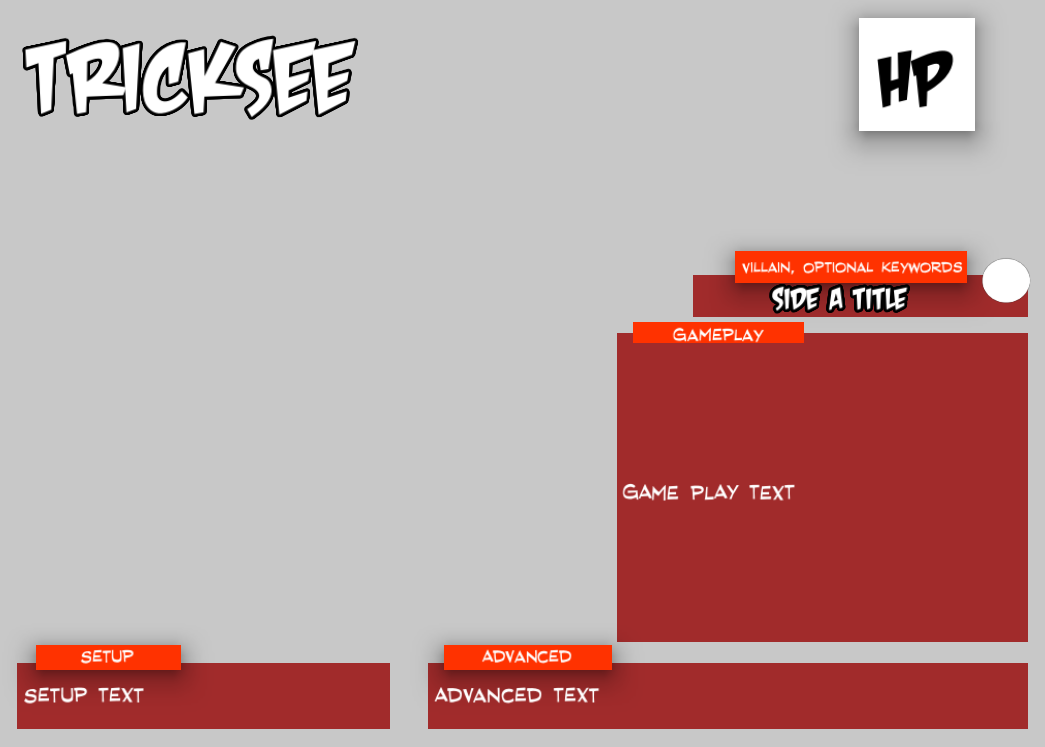 TRICKSEE
HP
VILLAIN, OPTIONAL KEYWORDS
SIDE A TITLE
GAMEPLAY
GAME PLAY TEXT
SETUP
SETUP TEXT
ADVANCED
ADVANCED TEXT